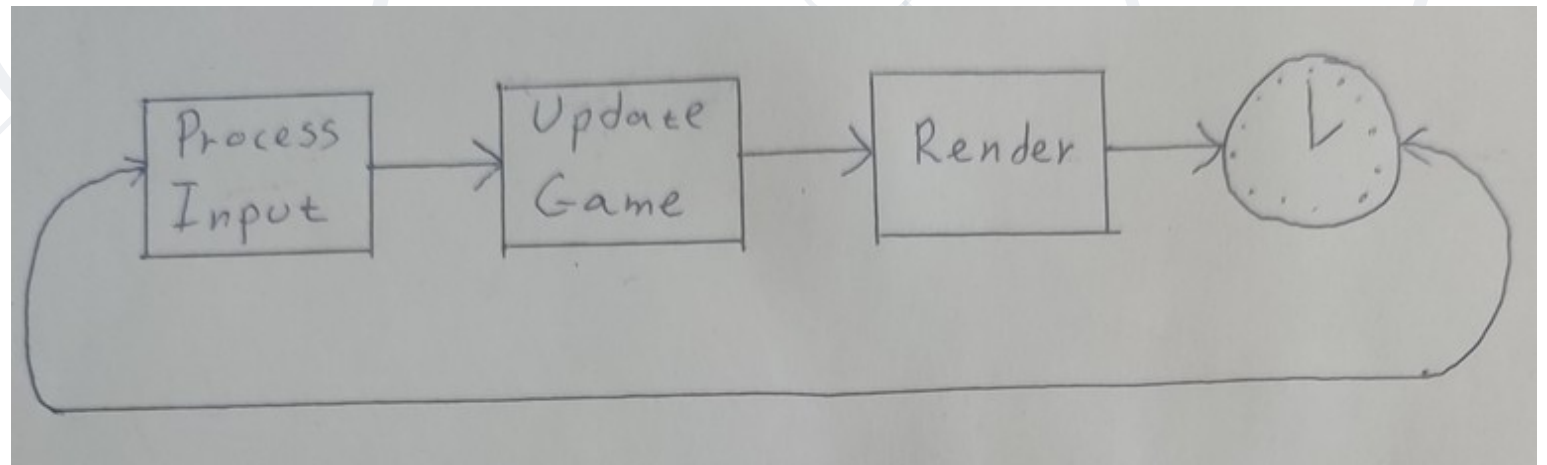 Process
Input
Update
Game
Render